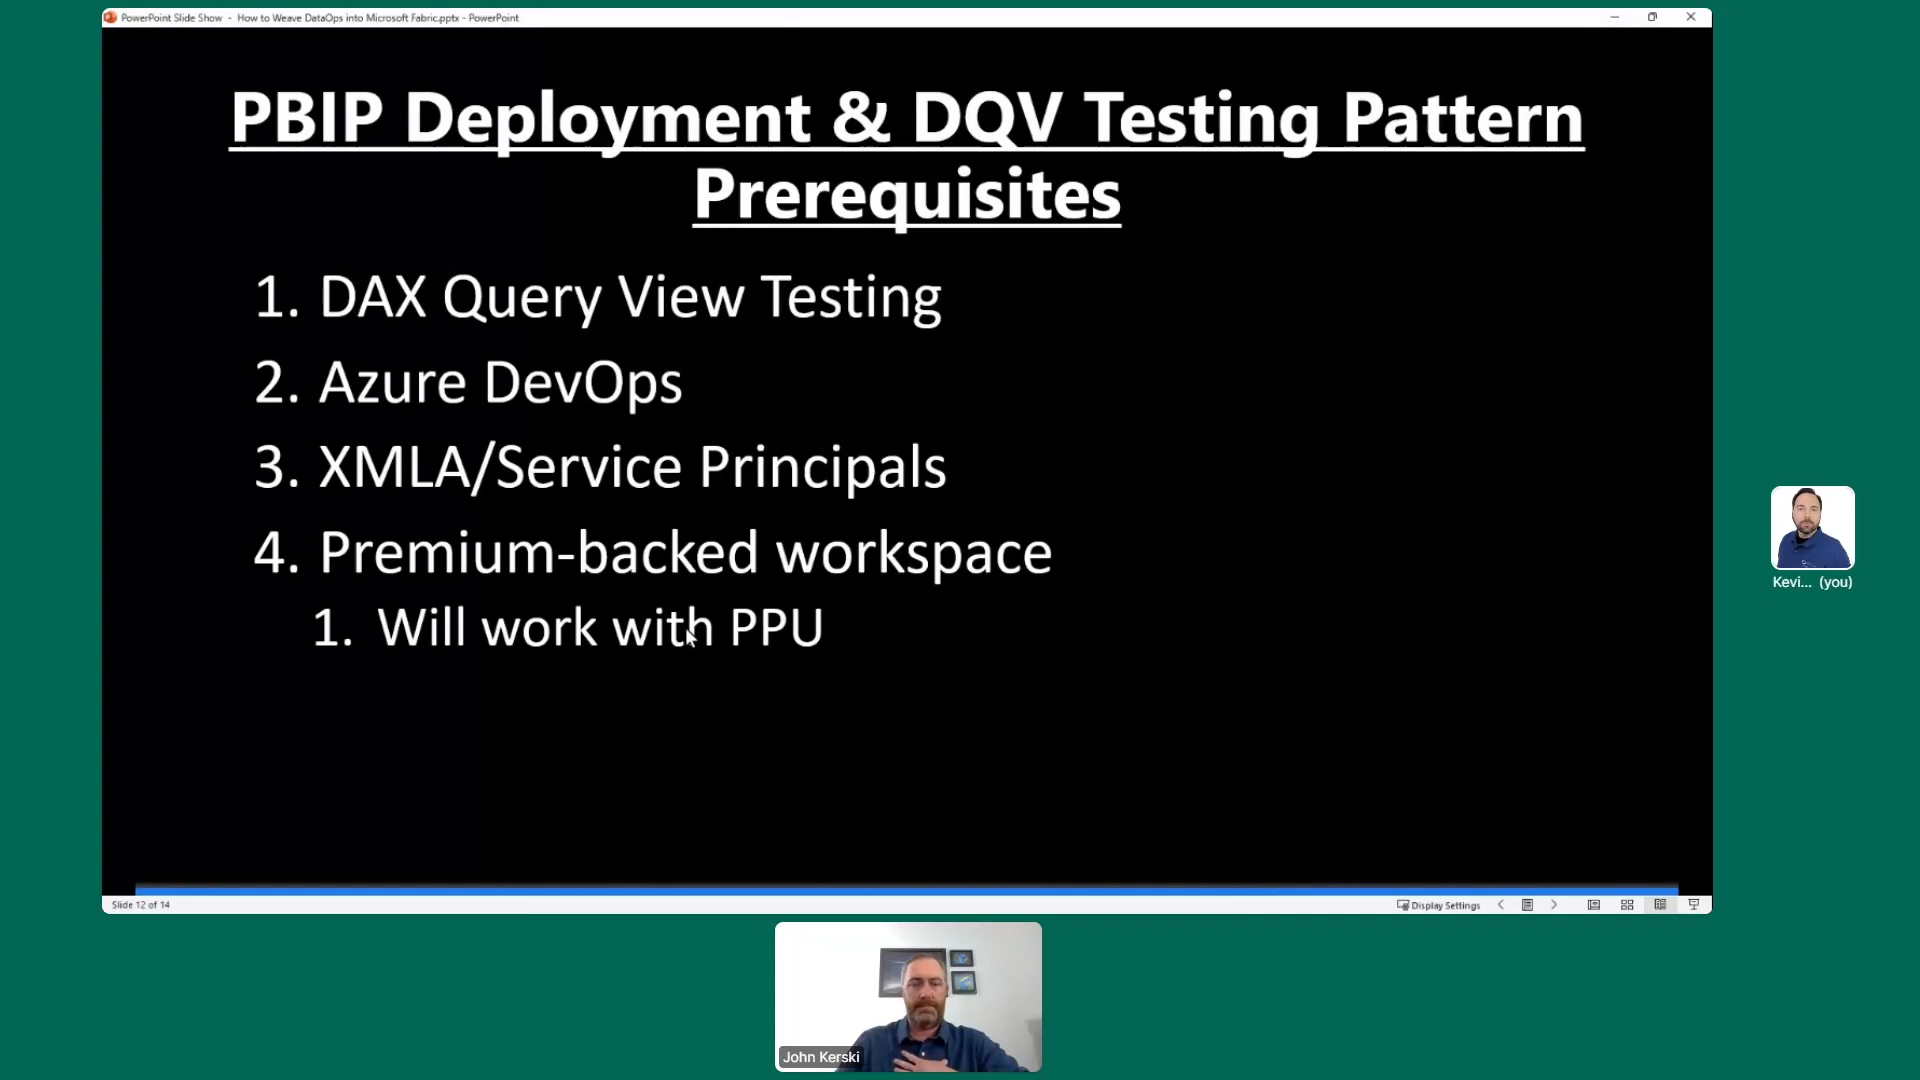 PowerPoint Slide Show - How to Weave DataOps into Microsoft Fabric.pptx - PowerPoint
PBIP Deployment & DQV Testing Pattern
Prerequisites
1. DAX Query View Testing
2. Azure DevOps
3. XMLA/Service Principals
4. Premium-backed workspace
1. Will work with PPU
Kevi... (you)
Slide 12 of 14
Display Settings
John Kerski